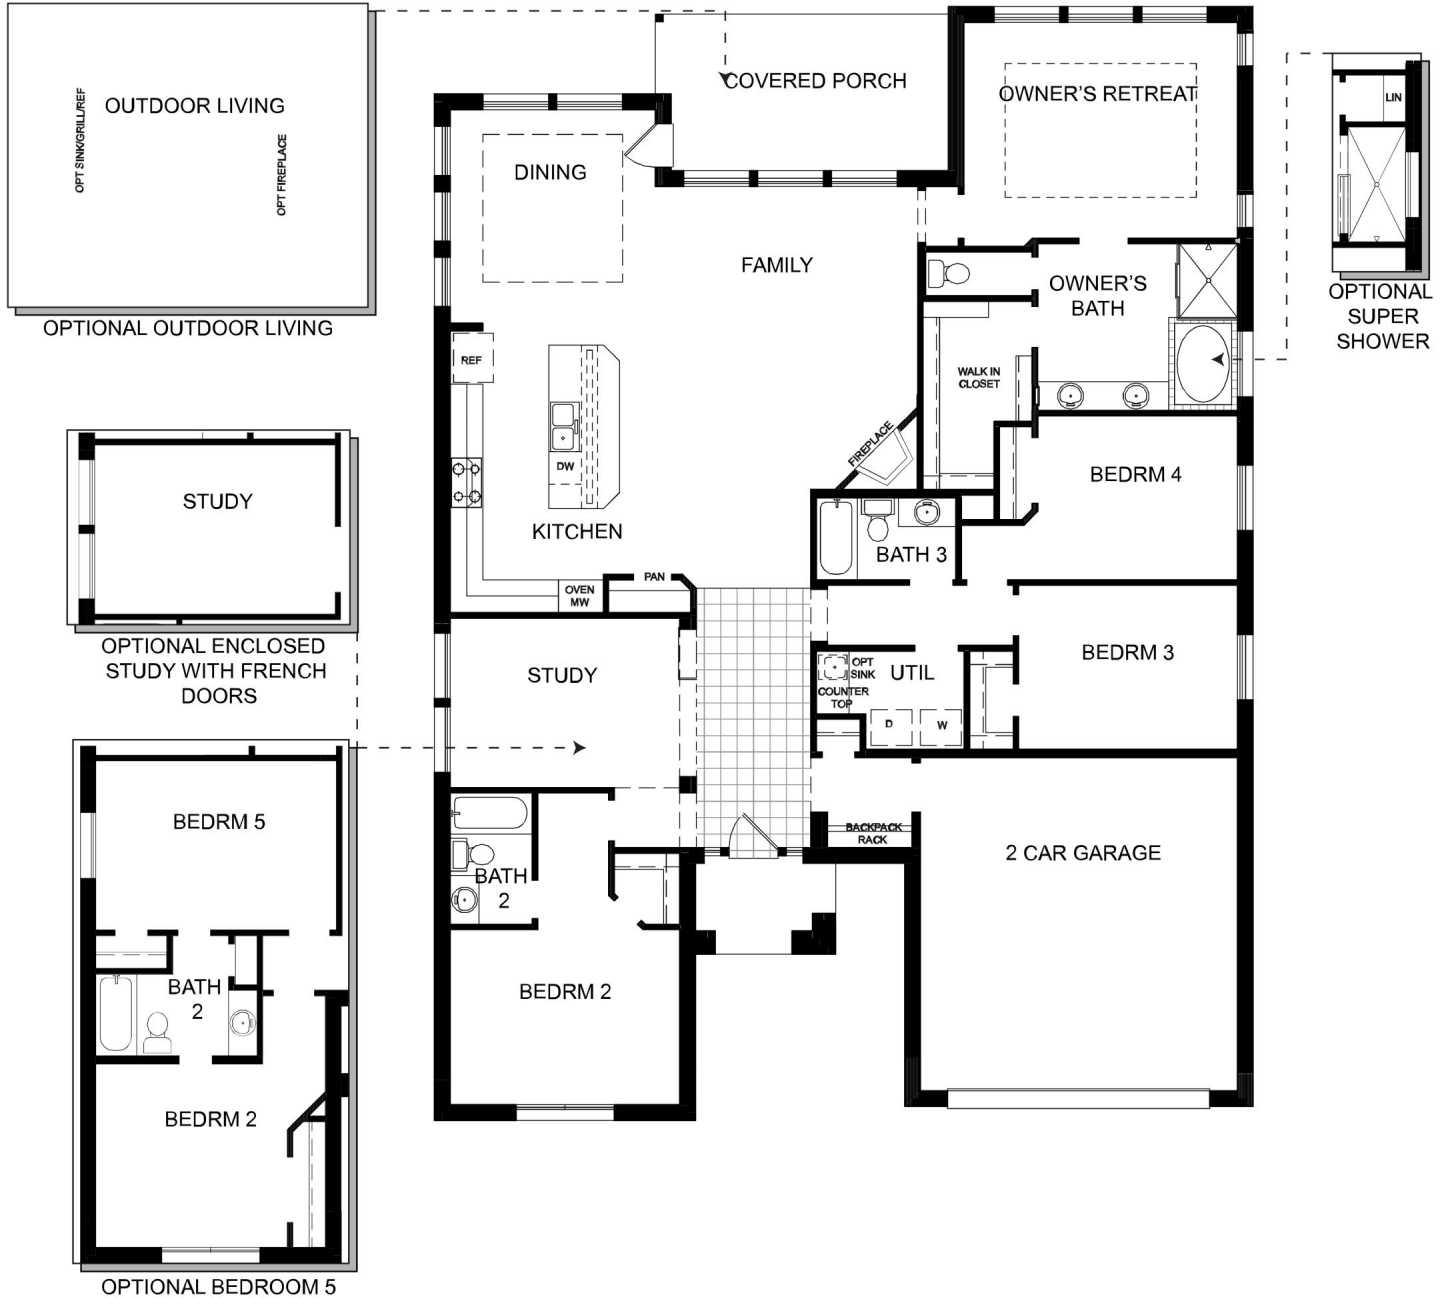 OUTDOOR LIVING
OPT SINK/GRILL/REF
OPT FIREPLACE
OPTIONAL OUTDOOR LIVING
COVERED PORCH
OWNER'S RETREAT
LIN
OPTIONAL
SUPER
SHOWER
DINING
FAMILY
OWNER'S
BATH
REF
WALK IN
CLOSET
FIREPLACE
DW
KITCHEN
BEDRM 4
BATH 3
PAN
OVEN
MW
STUDY
OPTIONAL ENCLOSED
STUDY WITH FRENCH
DOORS
STUDY
OPT
SINK
UTIL
COUNTER
TOP
D
W
BEDRM 3
BACKPACK
RACK
2 CAR GARAGE
BATH
2
BEDRM 2
BEDRM 5
BATH
2
BEDRM 2
OPTIONAL BEDROOM 5